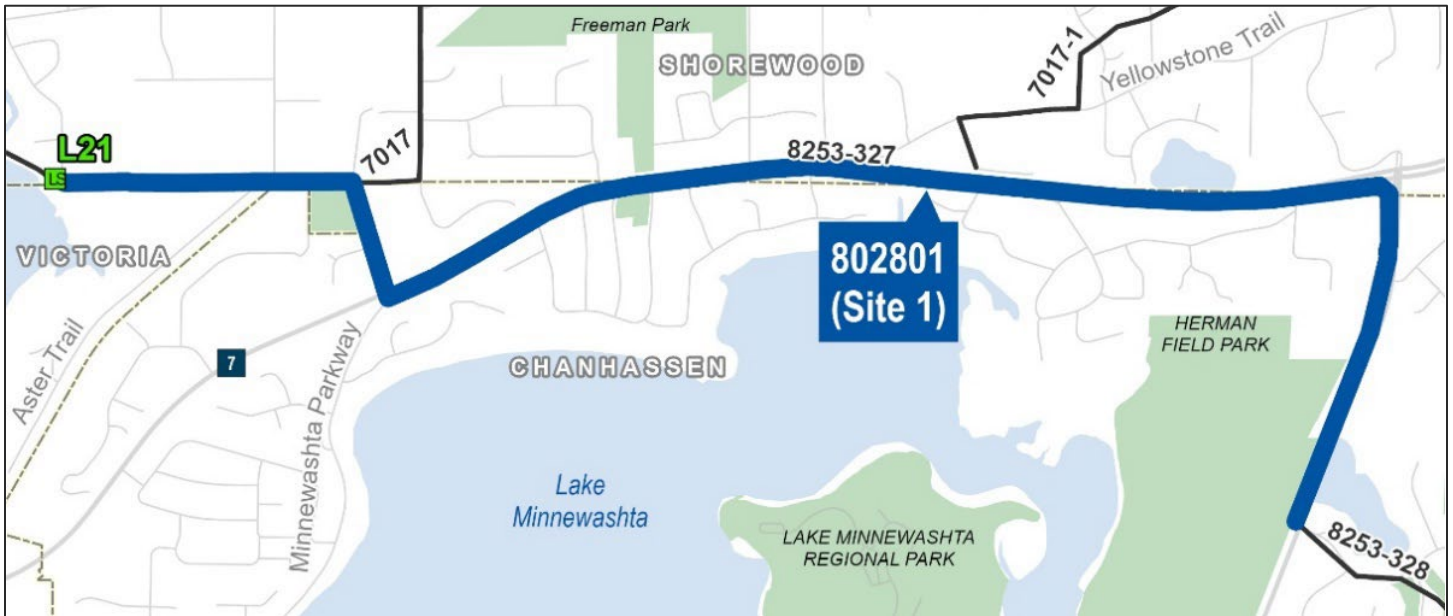 Freeman Park
SHOREWOOD
7017-1
Yellowstone Trail
L21
LS
7017
8253-327
VICTORIA
802801
(Site 1)
HERMAN
FIELD PARK
7
CHANHASSEN
Aster Trail
Minnewashta Parkway
Lake
Minnewashta
LAKE MINNEWASHTA
REGIONAL PARK
8253-328